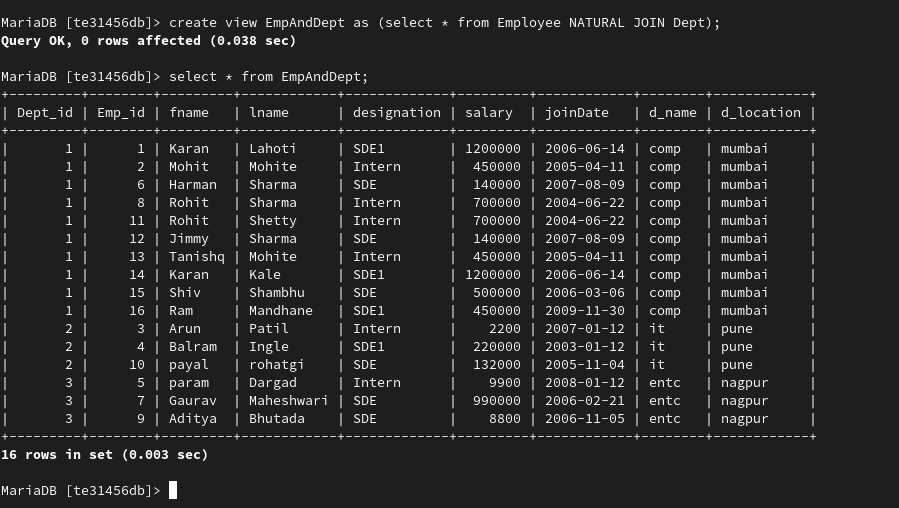 MariaDB [te31456db]> create view EmpAndDept as (select * from Employee NATURAL JOIN Dept);
Query OK, 0 rows affected (0.038 sec)
MariaDB [te31456db]> select * from EmpAndDept;
+---------+--------+---------+------------+-------------+---------+------------+--------+------------+
| Dept_id | Emp_id | fname   | lname      | designation | salary  | joinDate   | d_name | d_location |
+---------+--------+---------+------------+-------------+---------+------------+--------+------------+
|       1 |      1 | Karan   | Lahoti     | SDE1        | 1200000 | 2006-06-14 | comp   | mumbai     |
|       1 |      2 | Mohit   | Mohite     | Intern      |  450000 | 2005-04-11 | comp   | mumbai     |
|       1 |      6 | Harman  | Sharma     | SDE         |  140000 | 2007-08-09 | comp   | mumbai     |
|       1 |      8 | Rohit   | Sharma     | Intern      |  700000 | 2004-06-22 | comp   | mumbai     |
|       1 |     11 | Rohit   | Shetty     | Intern      |  700000 | 2004-06-22 | comp   | mumbai     |
|       1 |     12 | Jimmy   | Sharma     | SDE         |  140000 | 2007-08-09 | comp   | mumbai     |
|       1 |     13 | Tanishq | Mohite     | Intern      |  450000 | 2005-04-11 | comp   | mumbai     |
|       1 |     14 | Karan   | Kale       | SDE1        | 1200000 | 2006-06-14 | comp   | mumbai     |
|       1 |     15 | Shiv    | Shambhu    | SDE         |  500000 | 2006-03-06 | comp   | mumbai     |
|       1 |     16 | Ram     | Mandhane   | SDE1        |  450000 | 2009-11-30 | comp   | mumbai     |
|       2 |      3 | Arun    | Patil      | Intern      |    2200 | 2007-01-12 | it     | pune       |
|       2 |      4 | Balram  | Ingle      | SDE1        |  220000 | 2003-01-12 | it     | pune       |
|       2 |     10 | payal   | rohatgi    | SDE         |  132000 | 2005-11-04 | it     | pune       |
|       3 |      5 | param   | Dargad     | Intern      |    9900 | 2008-01-12 | entc   | nagpur     |
|       3 |      7 | Gaurav  | Maheshwari | SDE         |  990000 | 2006-02-21 | entc   | nagpur     |
|       3 |      9 | Aditya  | Bhutada    | SDE         |    8800 | 2006-11-05 | entc   | nagpur     |
+---------+--------+---------+------------+-------------+---------+------------+--------+------------+
16 rows in set (0.003 sec)
MariaDB [te31456db]>